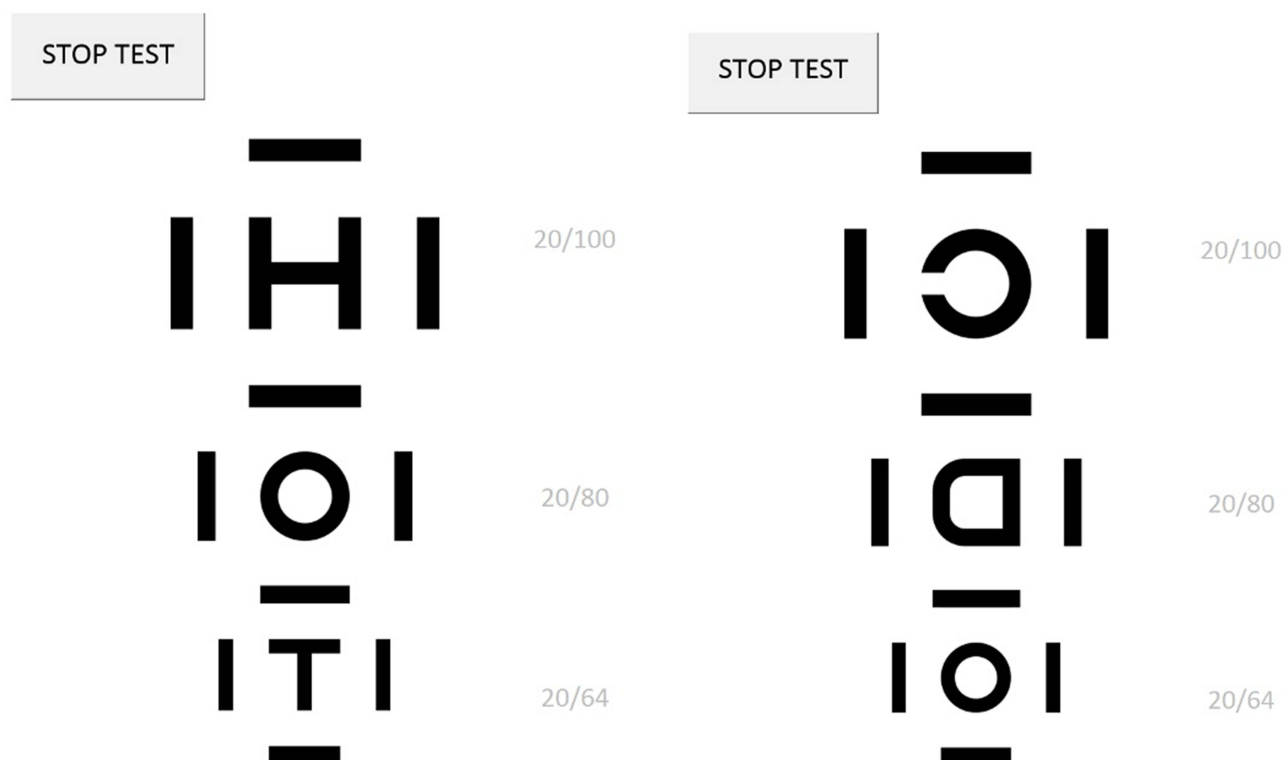 STOP TEST
H 20/100
O 20/80
T 20/64
STOP TEST
Ɔ 20/100
ᗡ 20/80
O 20/64